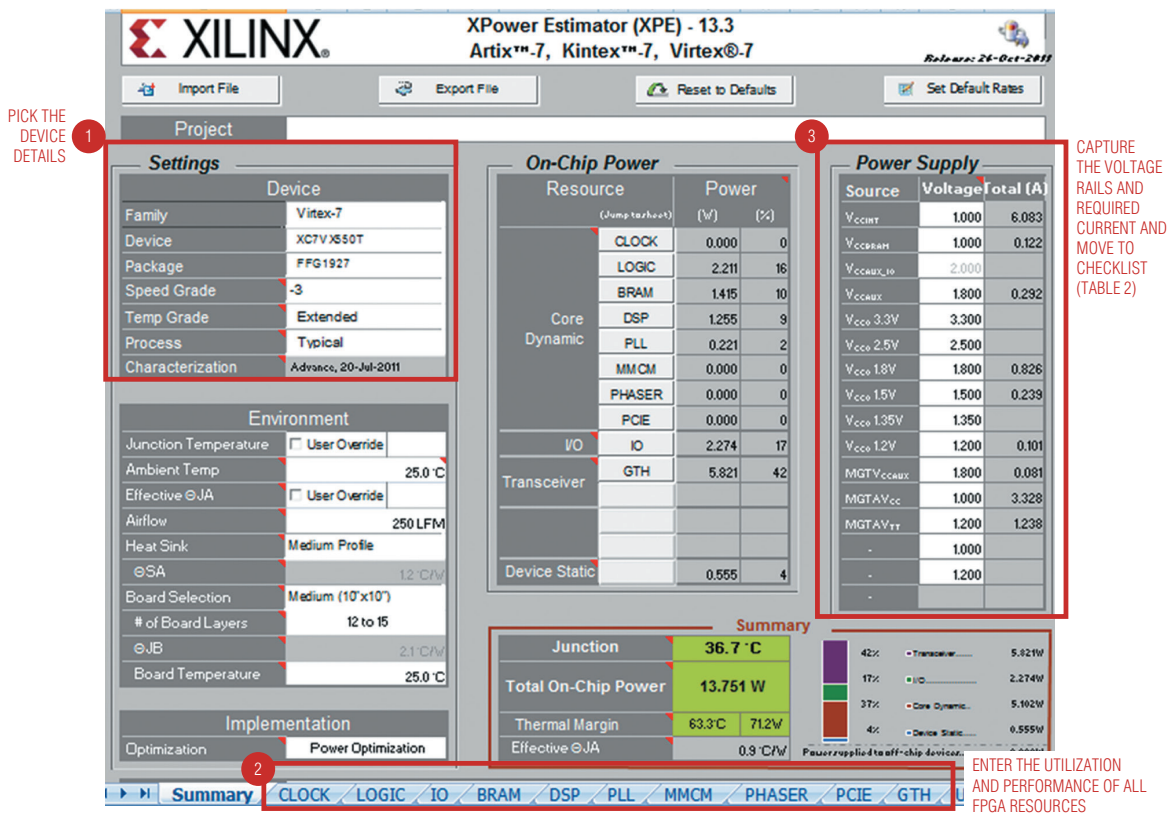 XILINX®
XPower Estimator (XPE) - 13.3
Artix™-7, Kintex™-7, Virtex®-7
Release: 26-Oct-2011
Import File
Export File
Reset to Defaults
Set Default Rates
Project
PICK THE
DEVICE
DETAILS
1
Settings
Device
Family Virtex-7
Device XC7VX550T
Package FFG1927
Speed Grade -3
Temp Grade Extended
Process Typical
Characterization Advance, 20-Jul-2011
Environment
Junction Temperature User Override
Ambient Temp 25.0 °C
Effective ΘJA User Override
Airflow 250 LFM
Heat Sink Medium Profile
ΘSA 1.2 °C/W
Board Selection Medium (10"x10")
# of Board Layers 12 to 15
ΘJB 2.1 °C/W
Board Temperature 25.0 °C
Implementation
Optimization Power Optimization
On-Chip Power
Resource Power
(Jump to sheet) (W) (%)
Core
Dynamic
CLOCK 0.000 0
LOGIC 2.211 16
BRAM 1.415 10
DSP 1.255 9
PLL 0.221 2
MMCM 0.000 0
PHASER 0.000 0
PCIE 0.000 0
I/O IO 2.274 17
Transceiver GTH 5.821 42
Device Static 0.555 4
3
Power Supply
Source Voltage Total (A)
VCCINT 1.000 6.083
VCCBRAM 1.000 0.122
VCCAUX_IO 2.000
VCCAUX 1.800 0.292
VCCO 3.3V 3.300
VCCO 2.5V 2.500
VCCO 1.8V 1.800 0.826
VCCO 1.5V 1.500 0.239
VCCO 1.35V 1.350
VCCO 1.2V 1.200 0.101
MGTVCCAUX 1.800 0.081
MGTAVCC 1.000 3.328
MGTAVTT 1.200 1.238
- 1.000
- 1.200
-
CAPTURE
THE VOLTAGE
RAILS AND
REQUIRED
CURRENT AND
MOVE TO
CHECKLIST
(TABLE 2)
Summary
Junction 36.7 °C
Total On-Chip Power 13.751 W
Thermal Margin 63.3°C 71.2W
Effective ΘJA 0.9 °C/W
42% Transceiver 5.821W
17% I/O 2.274W
37% Core Dynamic 5.102W
4% Device Static 0.555W
Power supplied to off-chip devices
2
Summary CLOCK LOGIC IO BRAM DSP PLL MMCM PHASER PCIE GTH
ENTER THE UTILIZATION
AND PERFORMANCE OF ALL
FPGA RESOURCES